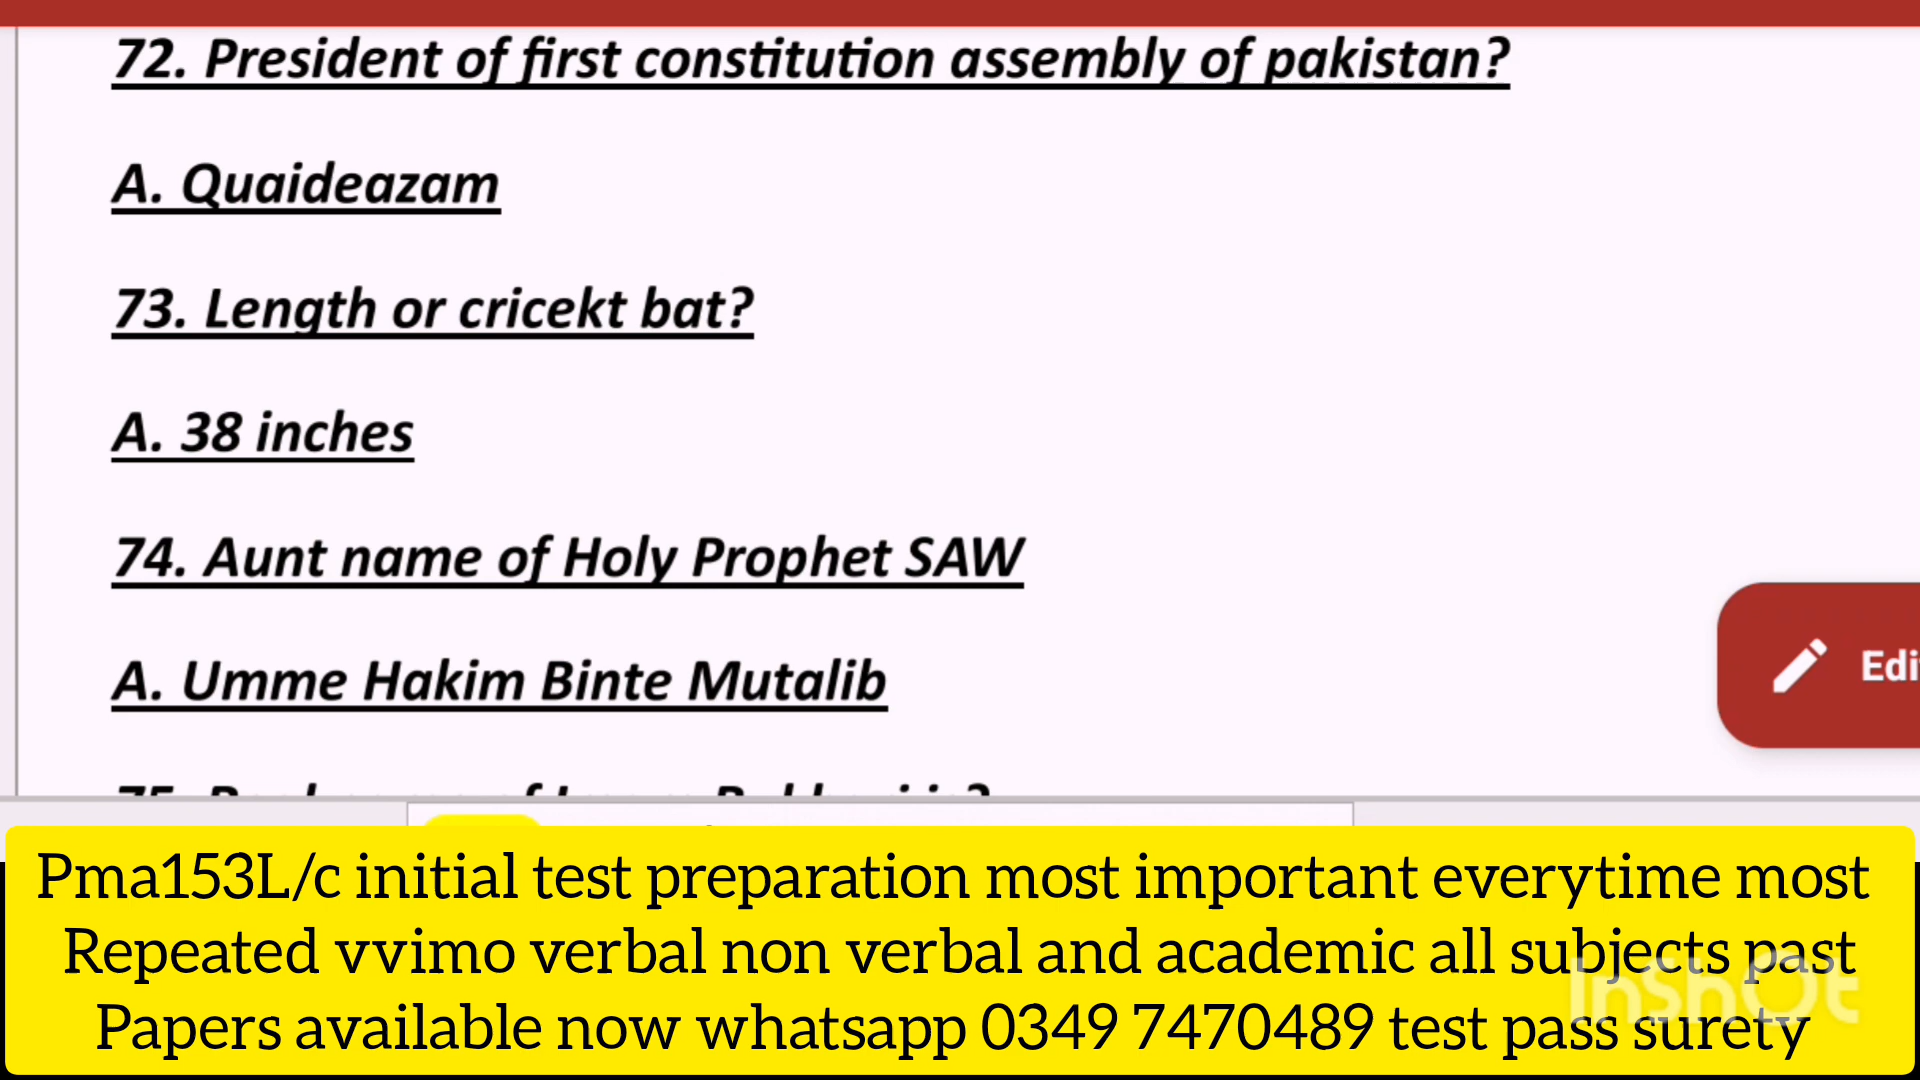 72. President of first constitution assembly of pakistan?
A. Quaideazam
73. Length or cricekt bat?
A. 38 inches
74. Aunt name of Holy Prophet SAW
A. Umme Hakim Binte Mutalib
Edi
Pma153L/c initial test preparation most important everytime most
Repeated vvimo verbal non verbal and academic all subjects past
Papers available now whatsapp 0349 7470489 test pass surety
InShOt